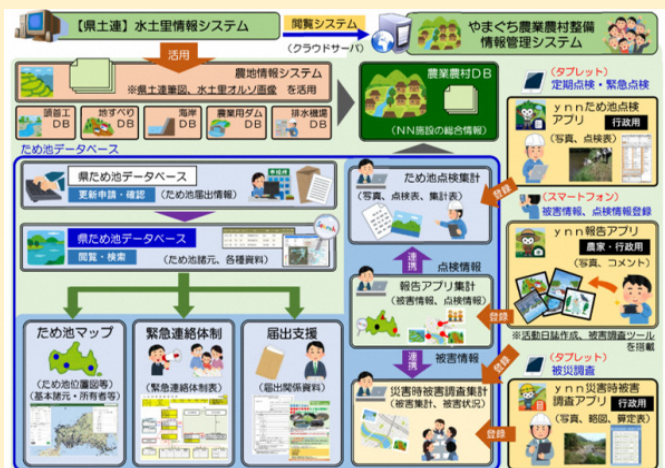 【県土連】水土里情報システム
閲覧システム
(クラウドサーバ)
やまぐち農業農村整備
情報管理システム
活用
農地情報システム
※県土連筆図、水土里オルソ画像 を活用
頭首工
DB
地すべり
DB
海岸
DB
農業用ダム
DB
排水機場
DB
農業農村DB
(NN施設の総合情報)
(タブレット)
定期点検・緊急点検
ynnため池点検
アプリ 行政用
(写真、点検表)
ため池データベース
県ため池データベース
更新申請・確認
(ため池届出情報)
県ため池データベース
閲覧・検索
(ため池諸元、各種資料)
ため池点検集計
(写真、点検表、集計表)
登録
(スマートフォン)
被害情報、点検情報登録
ynn報告アプリ
農家・行政用
(写真、コメント)
※活動日誌作成、被害調査ツール
を搭載
連携
点検情報
報告アプリ集計
(被害情報、点検情報)
登録
連携
被害情報
災害時被害調査集計
(被害集計、被害状況)
登録
登録
(タブレット)
被災調査
ynn災害時被害
調査アプリ 行政用
(写真、略図、算定表)
ため池マップ
(ため池位置図等)
(基本諸元・所有者等)
緊急連絡体制
(緊急連絡体制表)
届出支援
(届出関係資料)